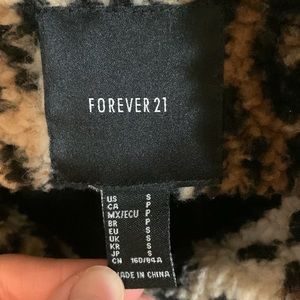 FOREVER 21
US S
CA P
MX/ECU P
BR P
EU S
UK S
KR S
JP S
CN 160/84A
MADE IN CHINA